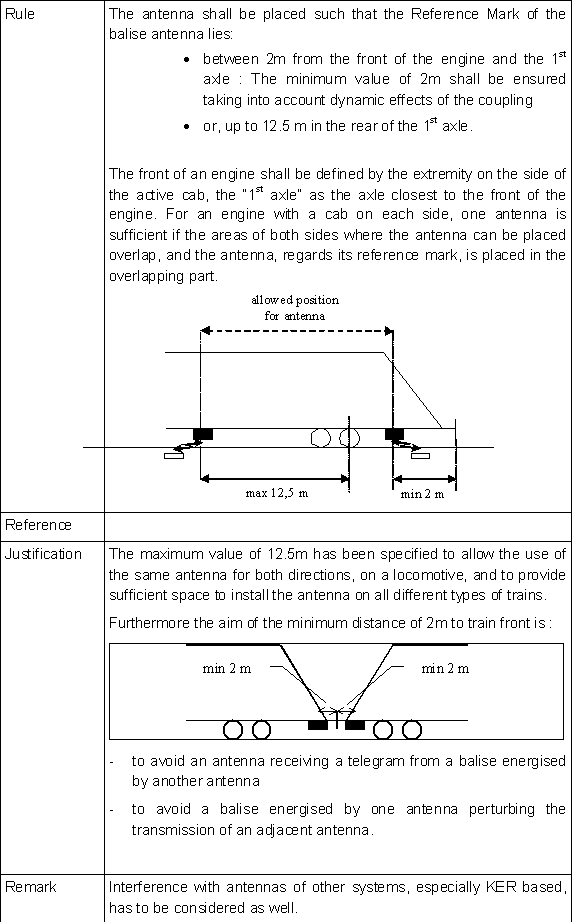 Rule
The antenna shall be placed such that the Reference Mark of the
balise antenna lies:
• between 2m from the front of the engine and the 1st
axle : The minimum value of 2m shall be ensured
taking into account dynamic effects of the coupling
• or, up to 12.5 m in the rear of the 1st axle.
The front of an engine shall be defined by the extremity on the side of
the active cab, the "1st axle" as the axle closest to the front of the
engine. For an engine with a cab on each side, one antenna is
sufficient if the areas of both sides where the antenna can be placed
overlap, and the antenna, regards its reference mark, is placed in the
overlapping part.
allowed position
for antenna
max 12,5 m
min 2 m
Reference
Justification
The maximum value of 12.5m has been specified to allow the use of
the same antenna for both directions, on a locomotive, and to provide
sufficient space to install the antenna on all different types of trains.
Furthermore the aim of the minimum distance of 2m to train front is :
min 2 m
min 2 m
- to avoid an antenna receiving a telegram from a balise energised
by another antenna
- to avoid a balise energised by one antenna perturbing the
transmission of an adjacent antenna.
Remark
Interference with antennas of other systems, especially KER based,
has to be considered as well.